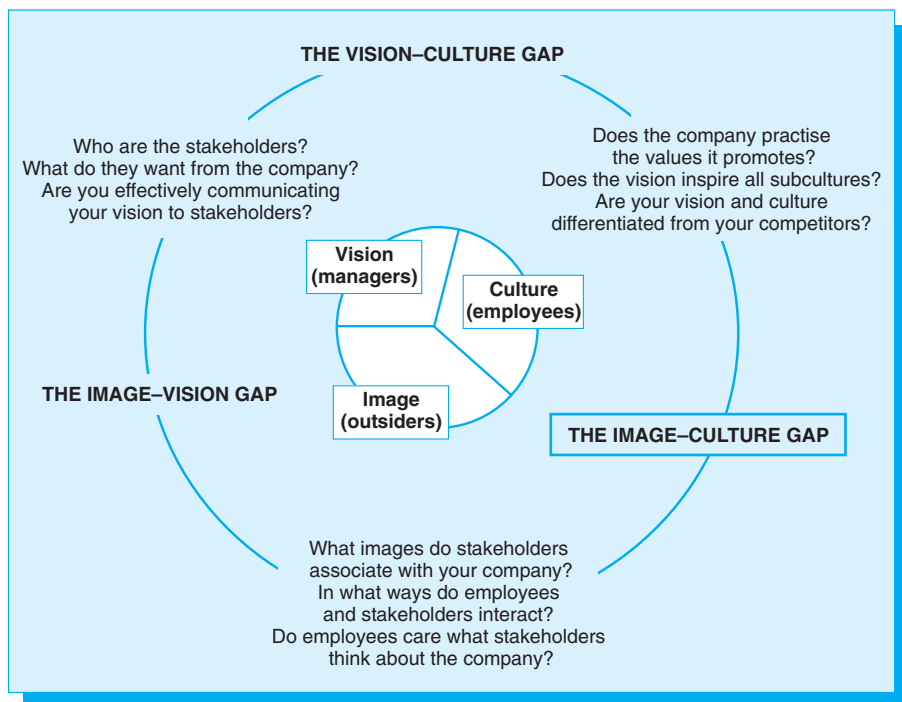 THE VISION–CULTURE GAP
Who are the stakeholders?
What do they want from the company?
Are you effectively communicating
your vision to stakeholders?
Does the company practise
the values it promotes?
Does the vision inspire all subcultures?
Are your vision and culture
differentiated from your competitors?
Vision
(managers)
Culture
(employees)
Image
(outsiders)
THE IMAGE–VISION GAP
THE IMAGE–CULTURE GAP
What images do stakeholders
associate with your company?
In what ways do employees
and stakeholders interact?
Do employees care what stakeholders
think about the company?